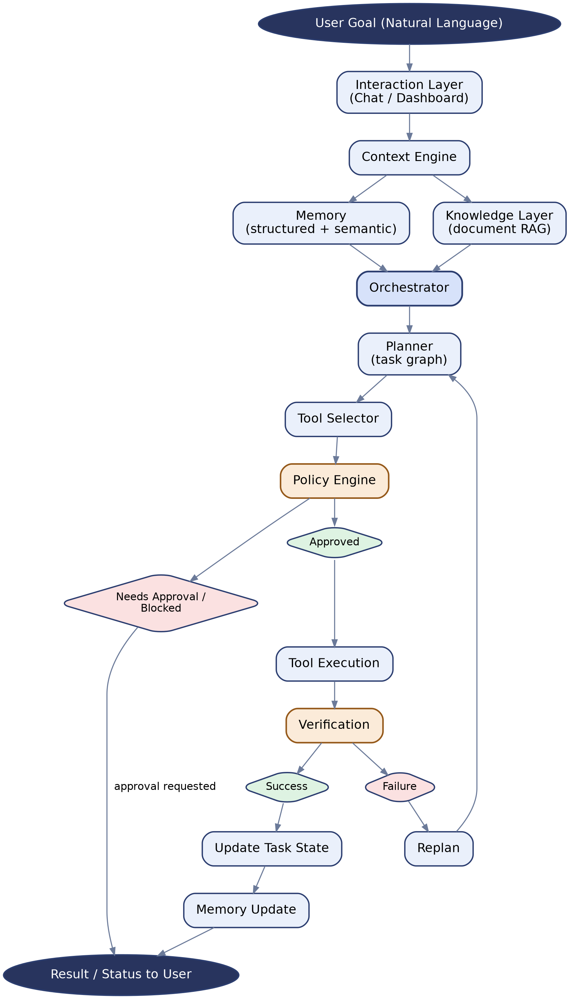 User Goal (Natural Language)
Interaction Layer
(Chat / Dashboard)
Context Engine
Memory
(structured + semantic)
Knowledge Layer
(document RAG)
Orchestrator
Planner
(task graph)
Tool Selector
Policy Engine
Approved
Needs Approval /
Blocked
Tool Execution
Verification
approval requested
Success
Failure
Update Task State
Replan
Memory Update
Result / Status to User